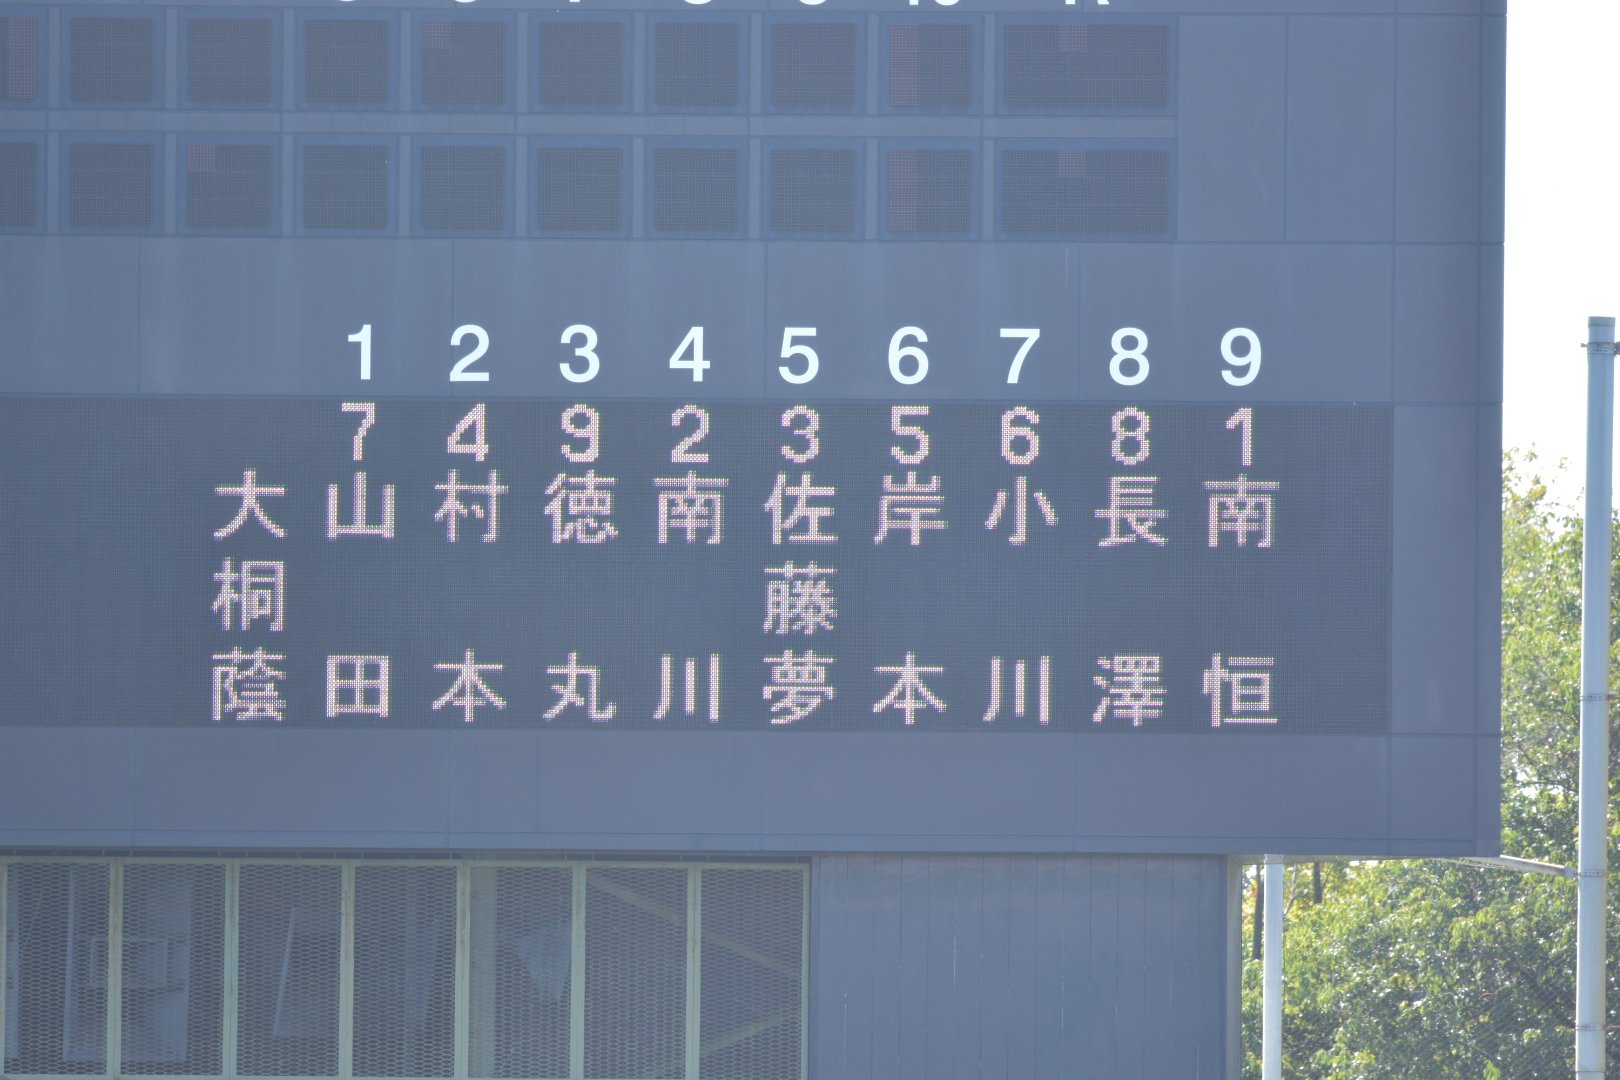 1 2 3 4 5 6 7 8 9
7 4 9 2 3 5 6 8 1
大桐蔭
山田
村本
徳丸
南川
佐藤夢
岸本
小川
長澤
南恒